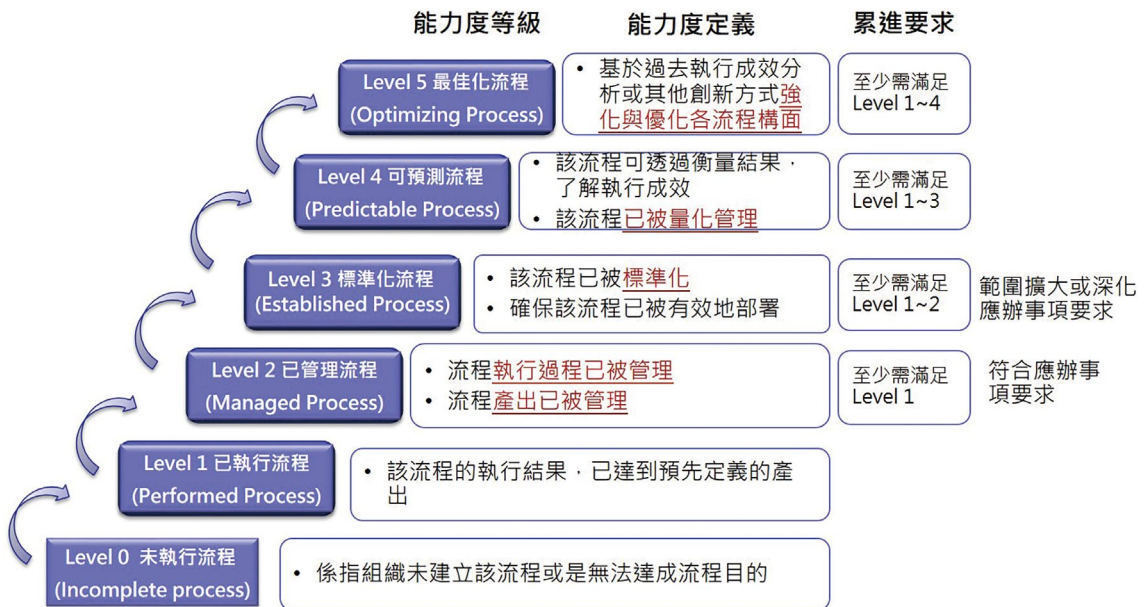 能力度等級
能力度定義
累進要求
Level 5 最佳化流程
(Optimizing Process)
• 基於過去執行成效分
析或其他創新方式強
化與優化各流程構面
至少需滿足
Level 1~4
Level 4 可預測流程
(Predictable Process)
• 該流程可透過衡量結果，
了解執行成效
• 該流程已被量化管理
至少需滿足
Level 1~3
Level 3 標準化流程
(Established Process)
• 該流程已被標準化
• 確保該流程已被有效地部署
至少需滿足
Level 1~2
範圍擴大或深化
應辦事項要求
Level 2 已管理流程
(Managed Process)
• 流程執行過程已被管理
• 流程產出已被管理
至少需滿足
Level 1
符合應辦事
項要求
Level 1 已執行流程
(Performed Process)
• 該流程的執行結果，已達到預先定義的產
出
Level 0 未執行流程
(Incomplete process)
• 係指組織未建立該流程或是無法達成流程目的